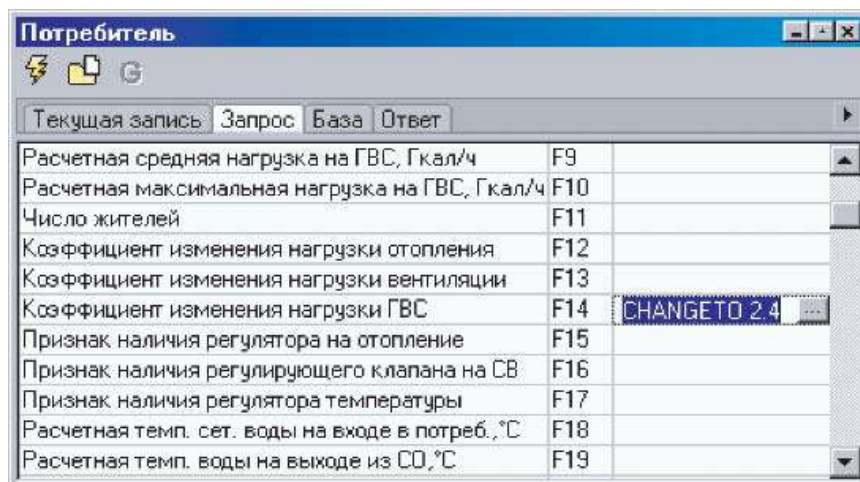 Потребитель
G
Текущая запись Запрос База Ответ
Расчетная средняя нагрузка на ГВС, Гкал/ч F9
Расчетная максимальная нагрузка на ГВС, Гкал/ч F10
Число жителей F11
Коэффициент изменения нагрузки отопления F12
Коэффициент изменения нагрузки вентиляции F13
Коэффициент изменения нагрузки ГВС F14 CHANGETO 2.4 ...
Признак наличия регулятора на отопление F15
Признак наличия регулирующего клапана на СВ F16
Признак наличия регулятора температуры F17
Расчетная темп. сет. воды на входе в потреб.,°C F18
Расчетная темп. воды на выходе из СО,°C F19